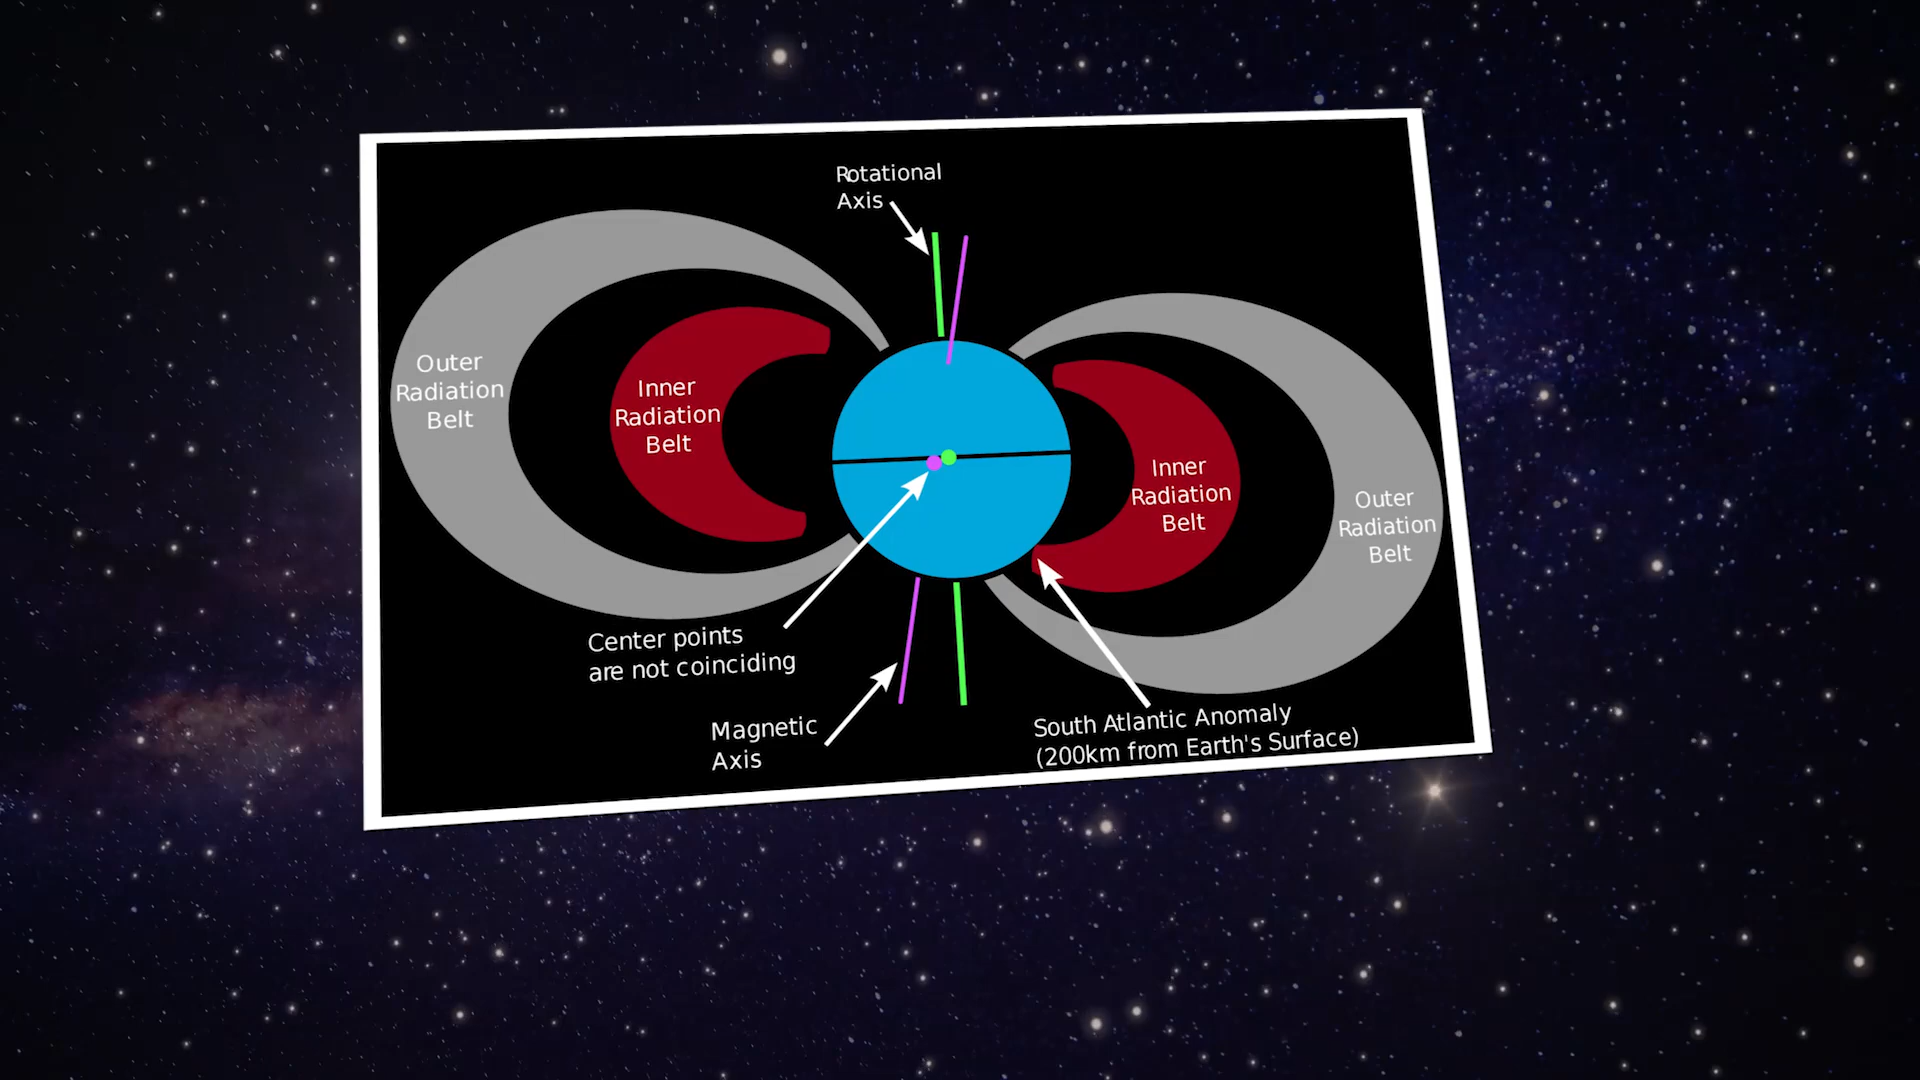 Rotational
Axis
Outer
Radiation
Belt
Inner
Radiation
Belt
Inner
Radiation
Belt
Outer
Radiation
Belt
Center points
are not coinciding
Magnetic
Axis
South Atlantic Anomaly
(200km from Earth's Surface)